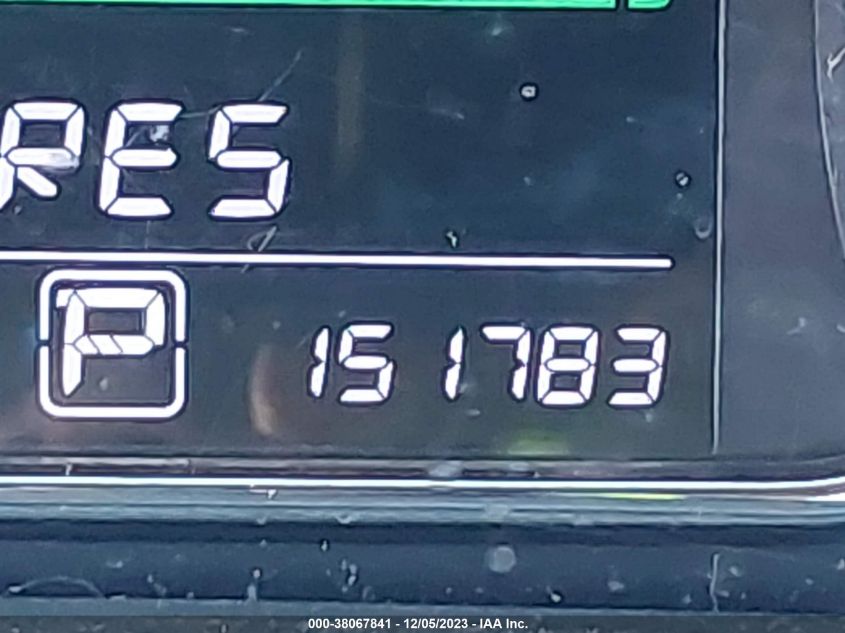 RES
P 151783
000-38067841 - 12/05/2023 - IAA Inc.